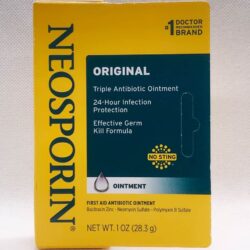 NEOSPORIN®
#1 DOCTOR
RECOMMENDED
BRAND
ORIGINAL
Triple Antibiotic Ointment
24-Hour Infection
Protection
Effective Germ
Kill Formula
NO STING
OINTMENT
FIRST AID ANTIBIOTIC OINTMENT
Bacitracin Zinc • Neomycin Sulfate • Polymyxin B Sulfate
NET WT. 1 OZ (28.3 g)